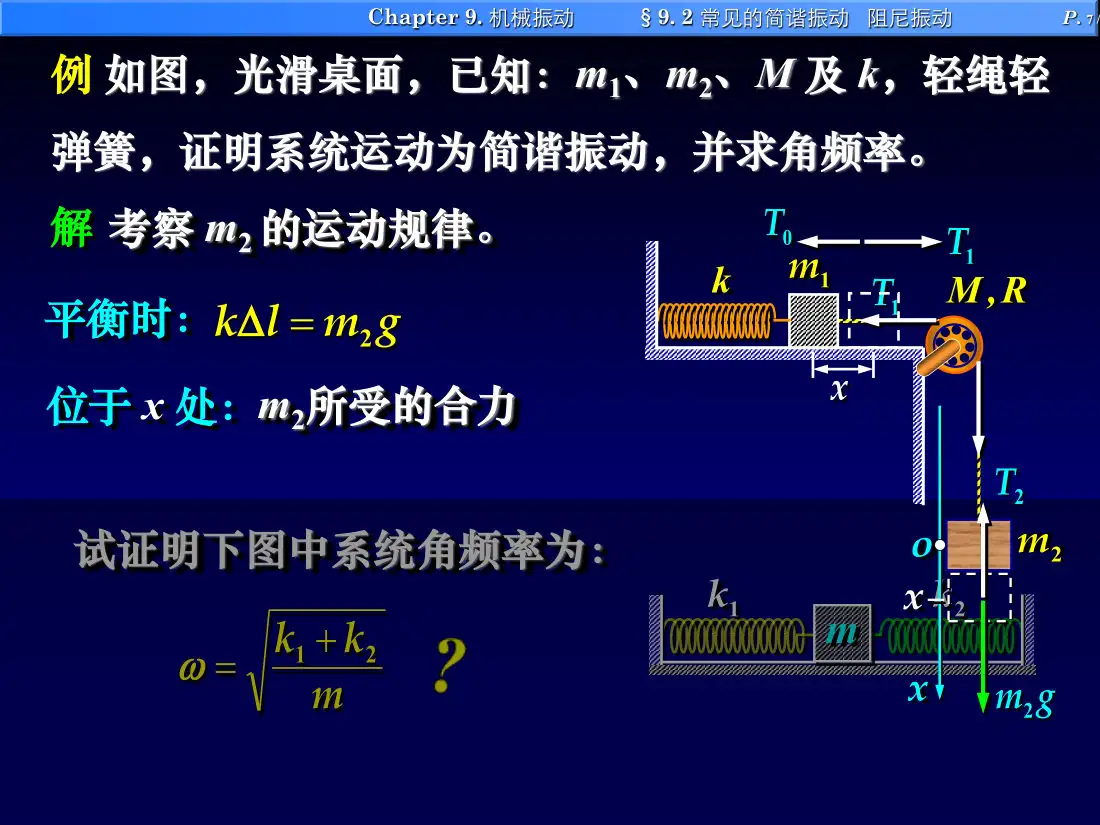 Chapter 9. 机械振动 §9.2 常见的简谐振动 阻尼振动 P. 7/
例 如图，光滑桌面，已知：m₁、m₂、M 及 k，轻绳轻
弹簧，证明系统运动为简谐振动，并求角频率。
解 考察 m₂ 的运动规律。
平衡时：kΔl = m₂g
位于 x 处：m₂所受的合力
T₀
T₁
k
m₁
T₁
M , R
x
T₂
o
m₂
x
x
m₂g
试证明下图中系统角频率为：
ω = √((k₁ + k₂)/m) ?
k₁
m
k₂